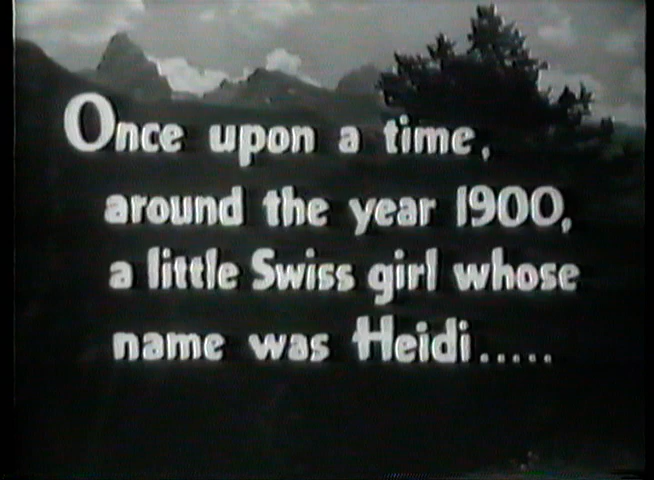 Once upon a time,
around the year 1900,
a little Swiss girl whose
name was Heidi.....